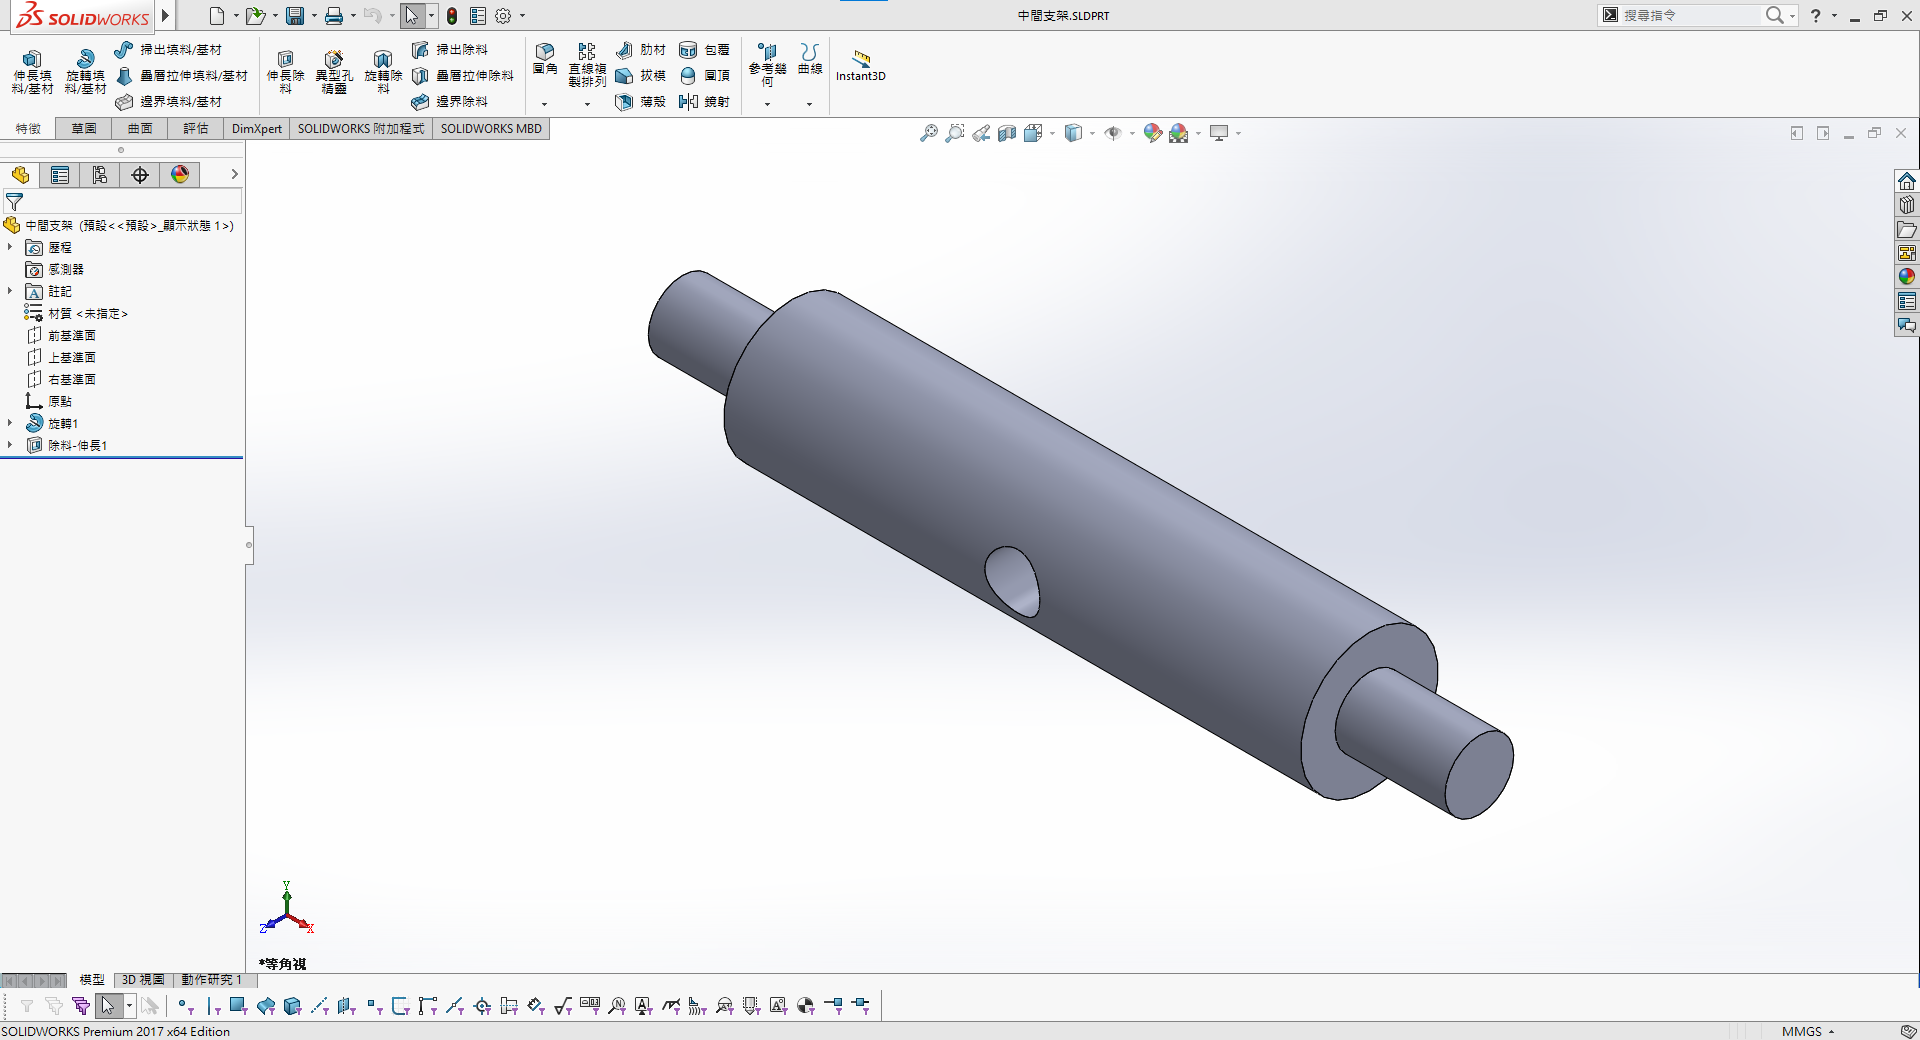 SOLIDWORKS
中間支架.SLDPRT
搜尋指令
伸長填料/基材
旋轉填料/基材
掃出填料/基材
疊層拉伸填料/基材
邊界填料/基材
伸長除料
異型孔精靈
旋轉除料
掃出除料
疊層拉伸除料
邊界除料
圓角
直線複製排列
肋材
拔模
薄殼
包覆
圓頂
鏡射
參考幾何
曲線
Instant3D
特徵
草圖
曲面
評估
DimXpert
SOLIDWORKS 附加程式
SOLIDWORKS MBD
中間支架 (預設<<預設>_顯示狀態 1>)
歷程
感測器
註記
材質 <未指定>
前基準面
上基準面
右基準面
原點
旋轉1
除料-伸長1
Y
Z
X
*等角視
模型
3D 視圖
動作研究 1
SOLIDWORKS Premium 2017 x64 Edition
MMGS